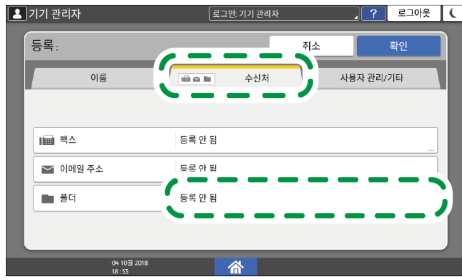 기기 관리자
로그인: 기기 관리자
?
로그아웃
등록:
취소
확인
이름
수신처
사용자 관리/기타
팩스
등록 안 됨
...
이메일 주소
등록 안 됨
폴더
등록 안 됨
04 10월 2018
18:55